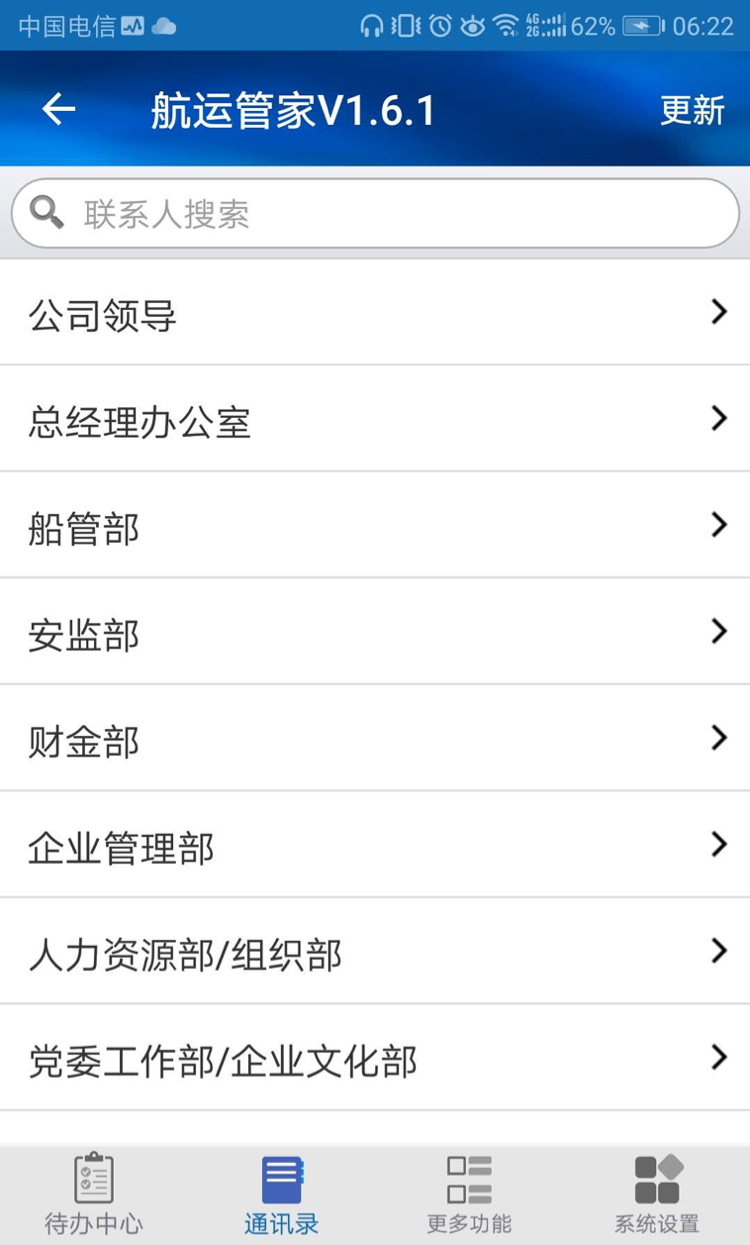 中国电信 4G 2G 62% 06:22
航运管家V1.6.1 更新
联系人搜索
公司领导
总经理办公室
船管部
安监部
财金部
企业管理部
人力资源部/组织部
党委工作部/企业文化部
待办中心 通讯录 更多功能 系统设置